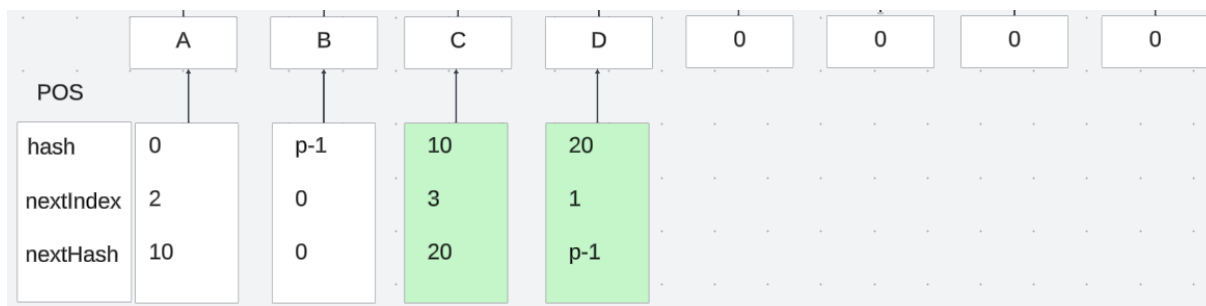 A B C D 0 0 0 0
POS
hash 0 p-1 10 20
nextIndex 2 0 3 1
nextHash 10 0 20 p-1